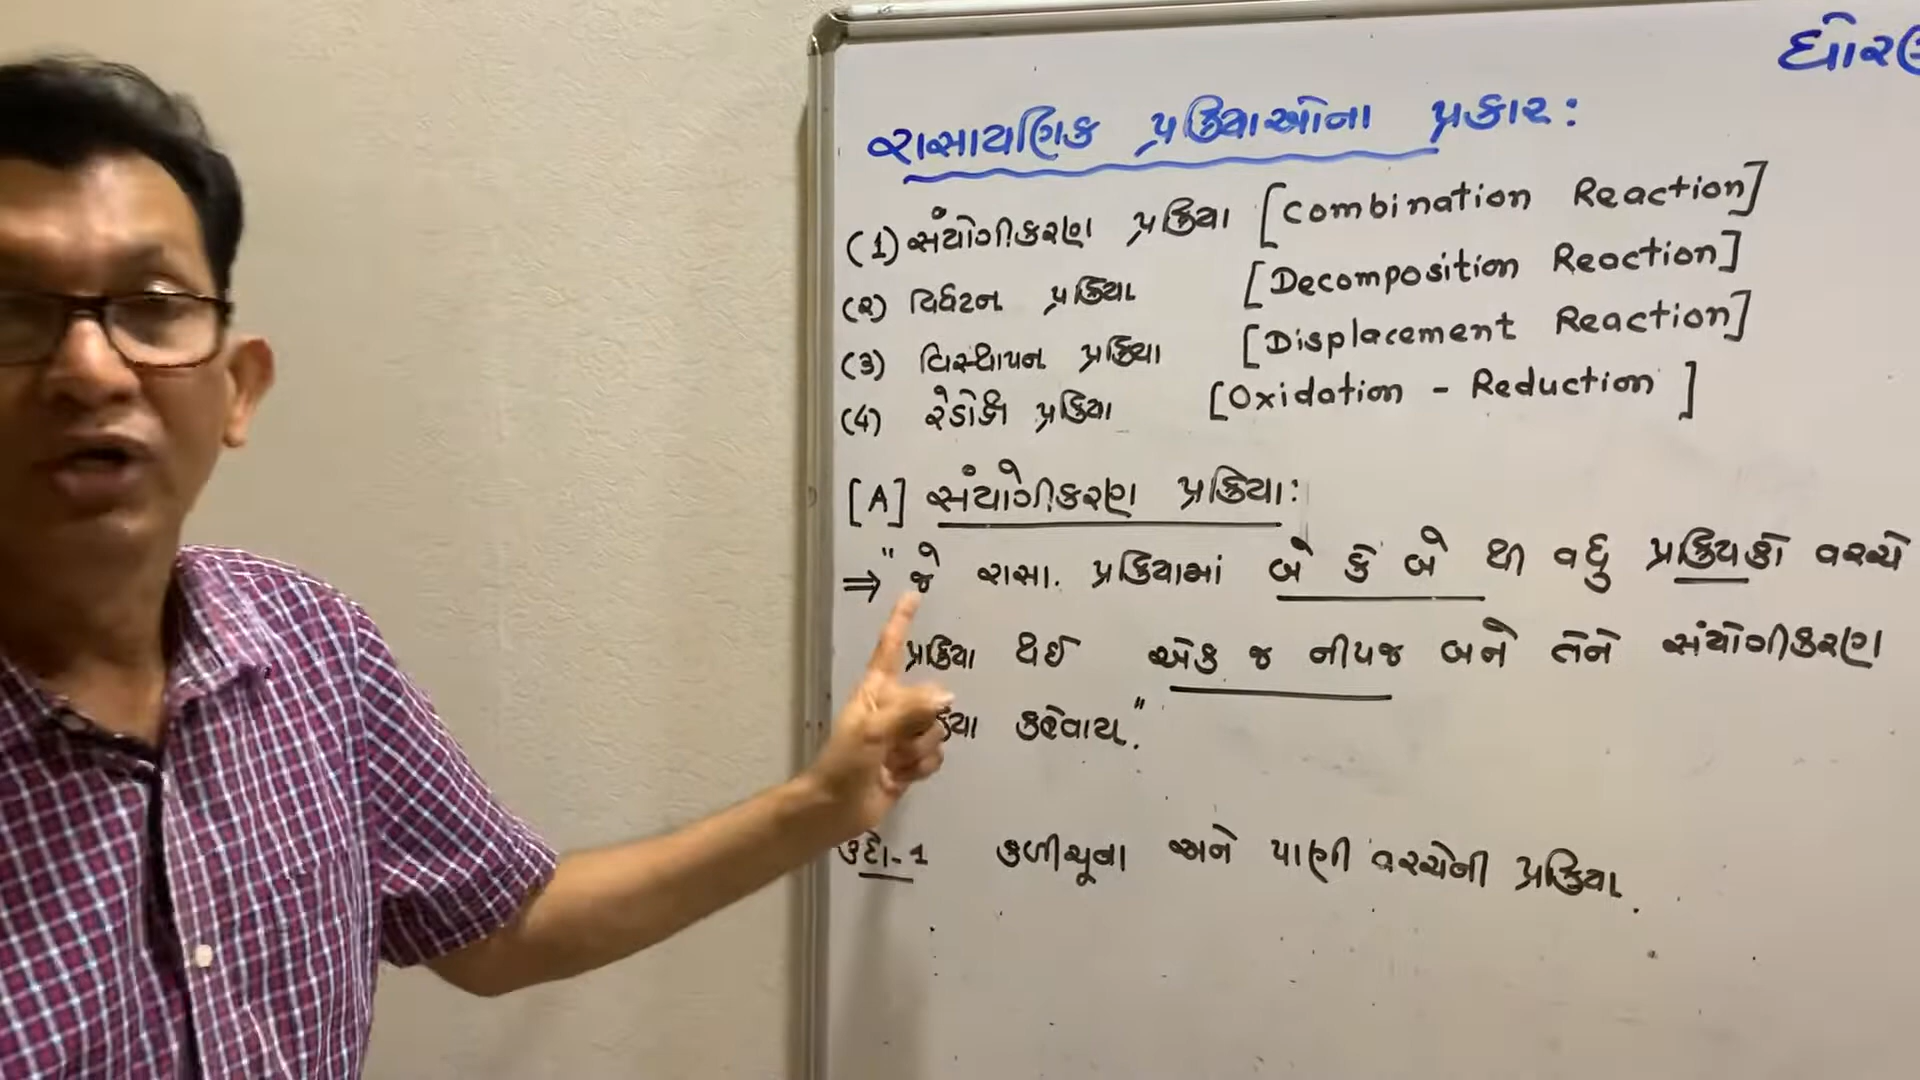 રાસાયણિક પ્રક્રિયાઓના પ્રકાર:
(1) સંયોગીકરણ પ્રક્રિયા [Combination Reaction]
(૨) વિઘટન પ્રક્રિયા [Decomposition Reaction]
(૩) વિસ્થાપન પ્રક્રિયા [Displacement Reaction]
(4) રેડોક્ષ પ્રક્રિયા [Oxidation - Reduction]
[A] સંયોગીકરણ પ્રક્રિયા:
⇒ "જે રાસા. પ્રક્રિયામાં બે કે બે થી વધુ પ્રક્રિયકો વચ્ચે
પ્રક્રિયા થઈ એક જ નીપજ બને તેને સંયોગીકરણ
કહેવાય."
ઉદા-1 કળીચૂના અને પાણી વચ્ચેની પ્રક્રિયા.